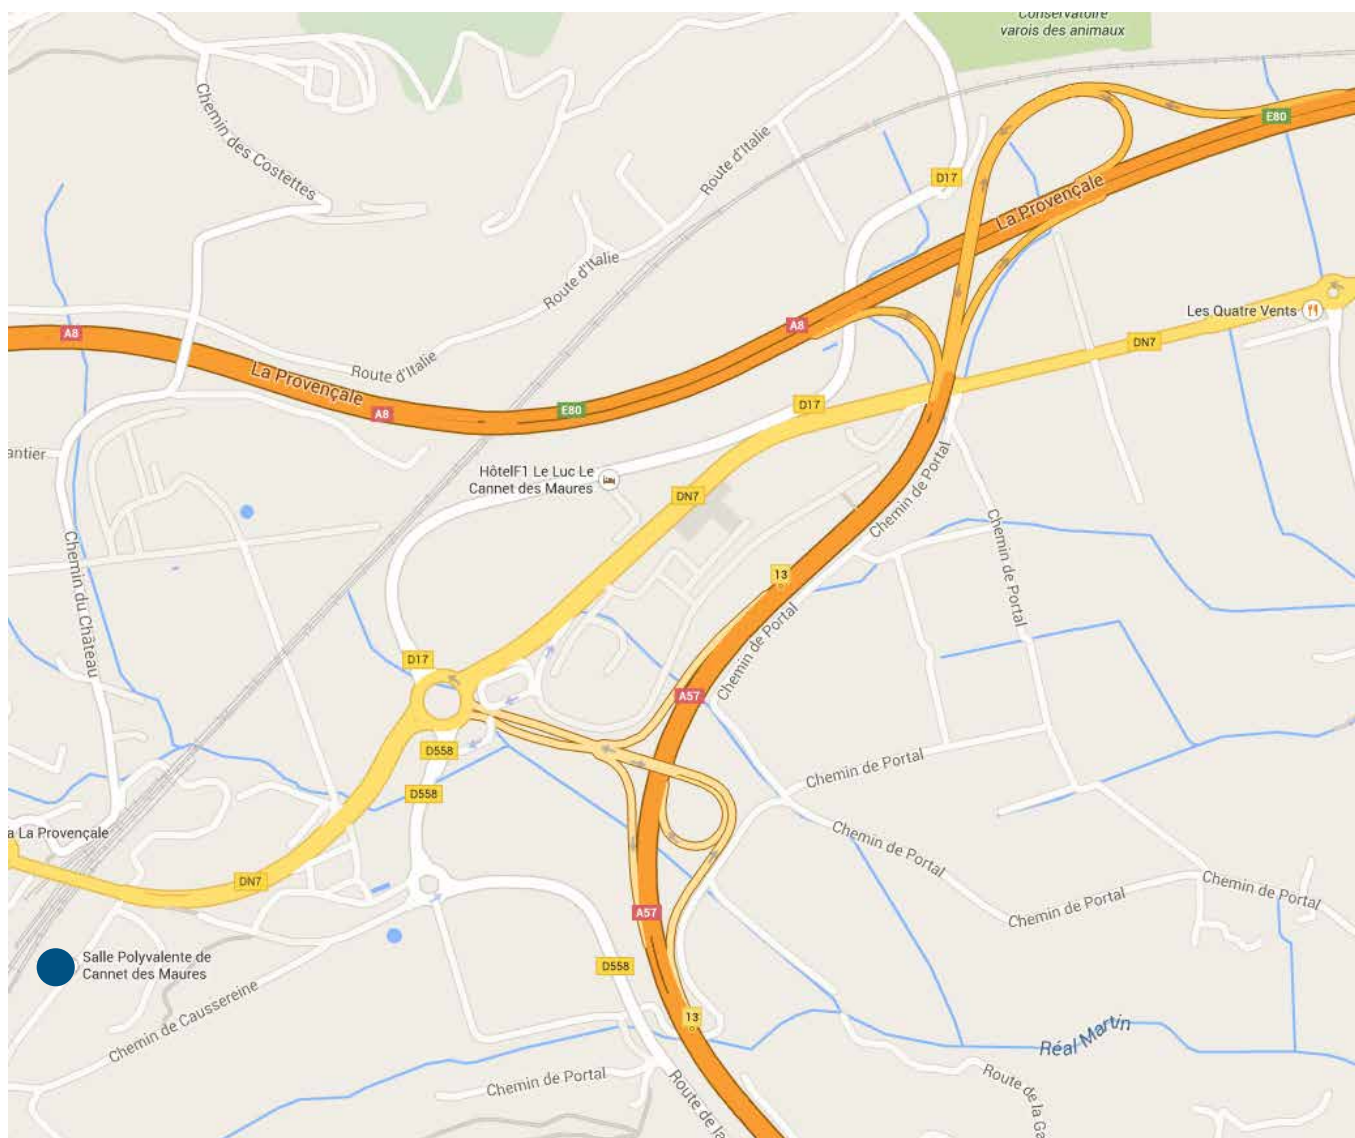 Conservatoire
varois des animaux
E80
Chemin des Costettes
Route d'Italie
D17
La Provençale
Route d'Italie
Les Quatre Vents
A8
A8
DN7
Route d'Italie
La Provençale
A8
E80
D17
antier
HôtelF1 Le Luc Le
Cannet des Maures
DN7
Chemin de Portal
Chemin de Portal
Chemin du Château
13
Chemin de Portal
D17
A57
D558
Chemin de Portal
D558
a La Provençale
Chemin de Portal
DN7
Chemin de Portal
Chemin de Portal
A57
Salle Polyvalente de
Cannet des Maures
D558
Chemin de Caussereine
13
Réal Martin
Chemin de Portal
Route de la
Route de la Ga